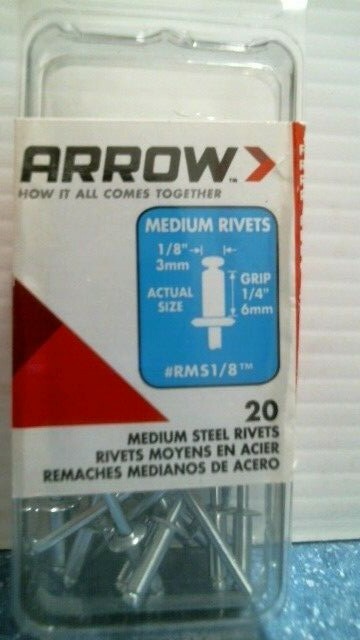 ARROW™
HOW IT ALL COMES TOGETHER
MEDIUM RIVETS
1/8"
3mm
ACTUAL
SIZE
GRIP
1/4"
6mm
#RMS1/8™
20
MEDIUM STEEL RIVETS
RIVETS MOYENS EN ACIER
REMACHES MEDIANOS DE ACERO